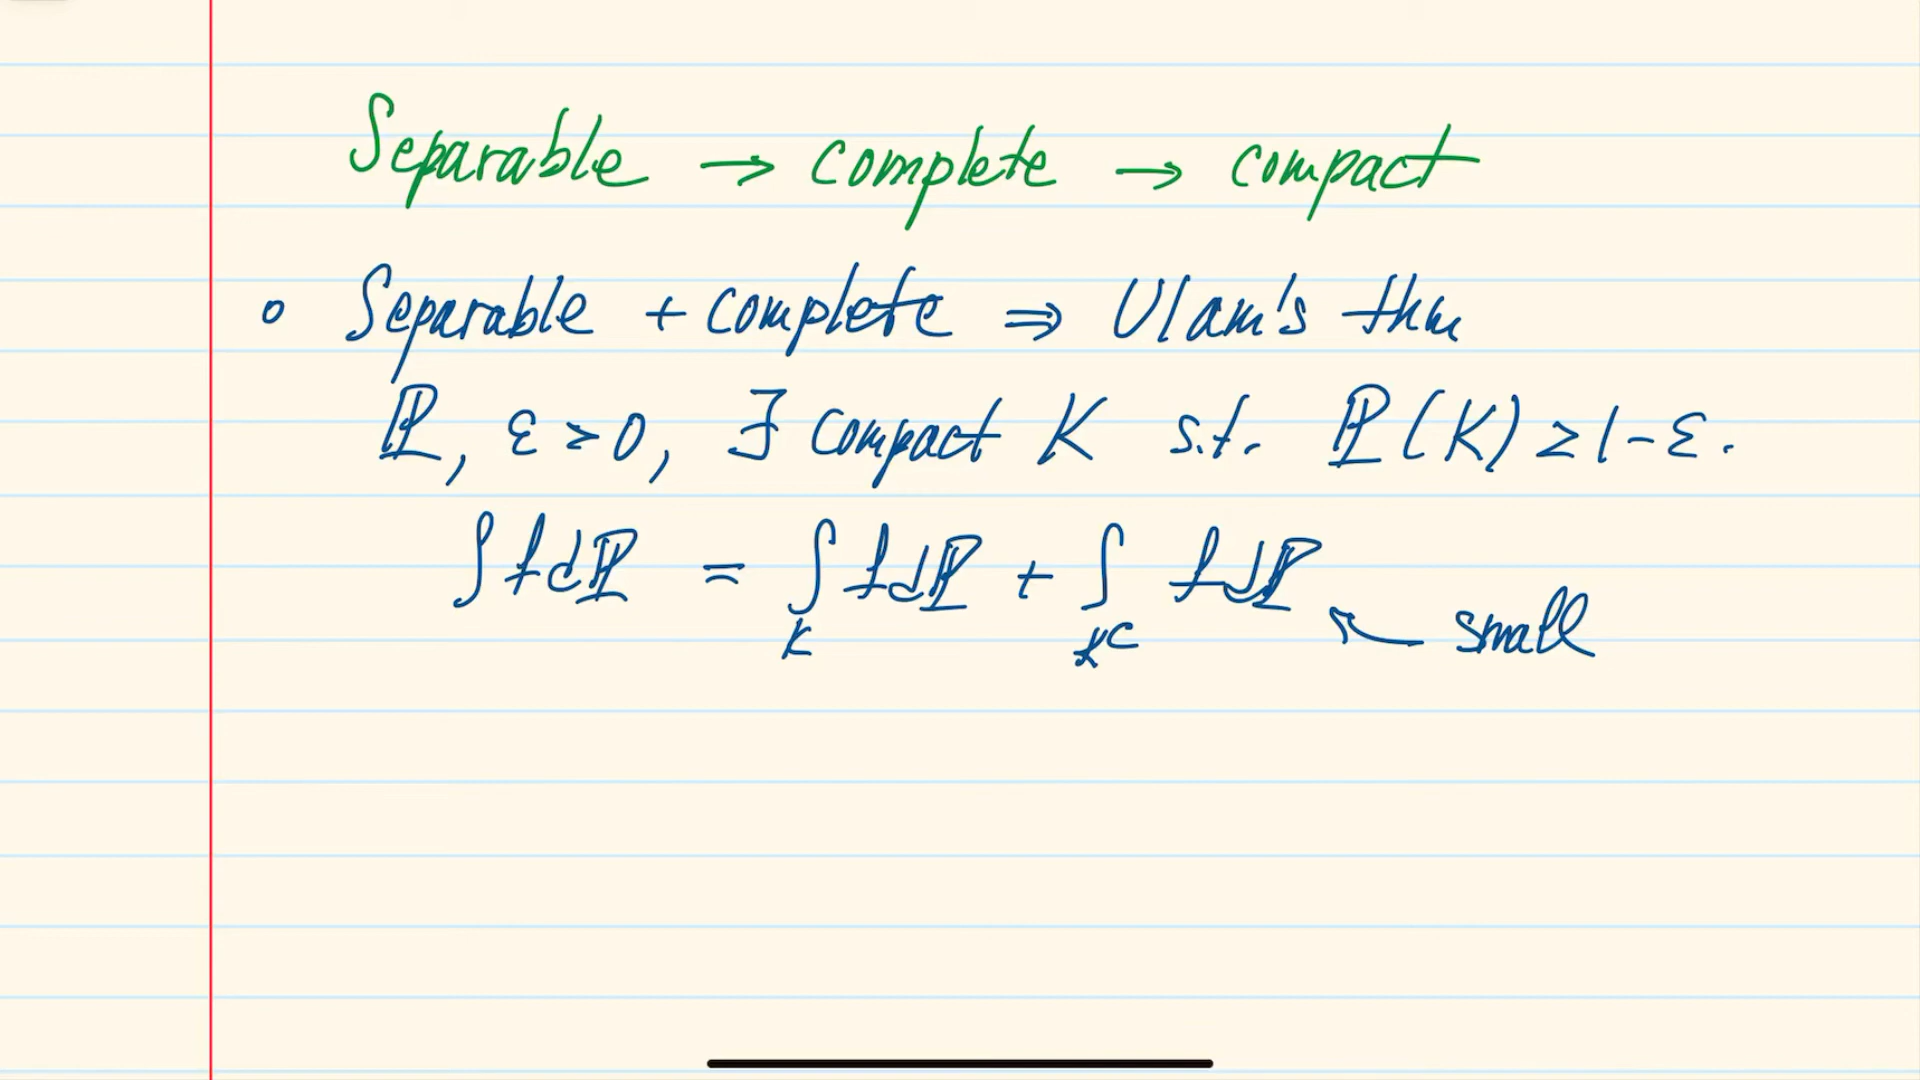 Separable → complete → compact
∘ Separable + complete ⇒ Ulam's thm
ℙ, ε > 0, ∃ compact K s.t. ℙ(K) ≥ 1 - ε.
∫ f dℙ = ∫_K f dℙ + ∫_{K^c} f dℙ ← small